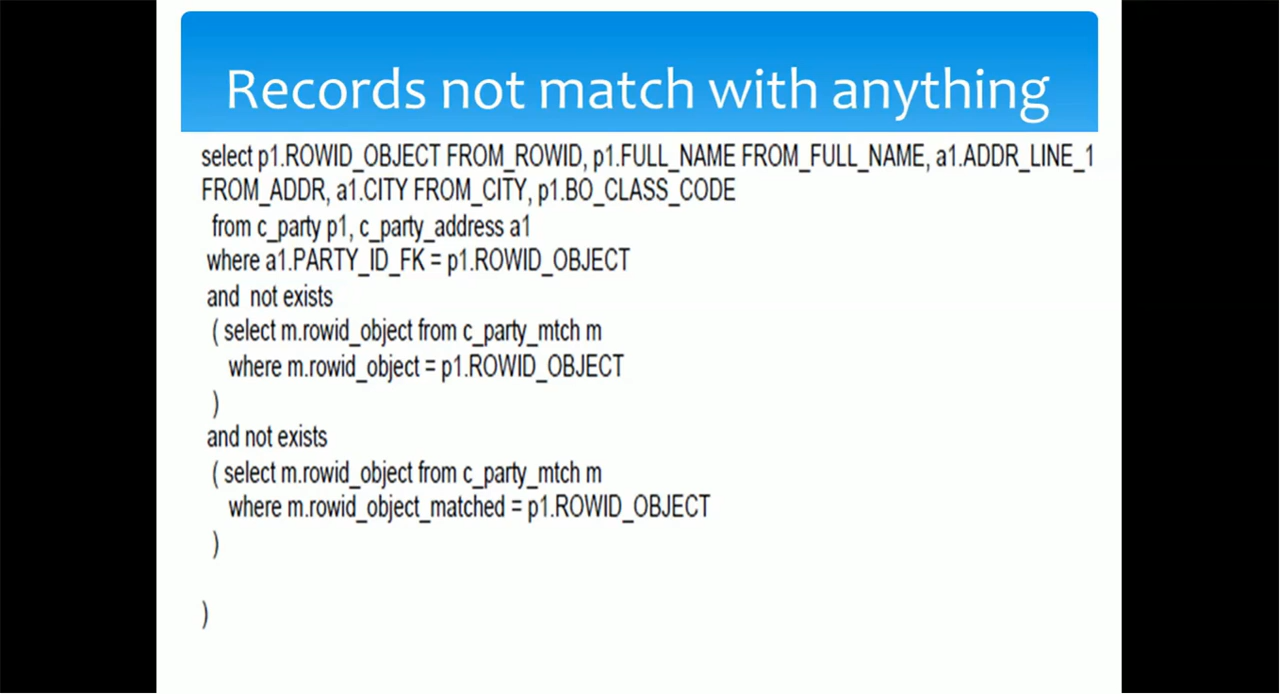 Records not match with anything
select p1.ROWID_OBJECT FROM_ROWID, p1.FULL_NAME FROM_FULL_NAME, a1.ADDR_LINE_1
FROM_ADDR, a1.CITY FROM_CITY, p1.BO_CLASS_CODE
from c_party p1, c_party_address a1
where a1.PARTY_ID_FK = p1.ROWID_OBJECT
and not exists
( select m.rowid_object from c_party_mtch m
where m.rowid_object = p1.ROWID_OBJECT
)
and not exists
( select m.rowid_object from c_party_mtch m
where m.rowid_object_matched = p1.ROWID_OBJECT
)
)